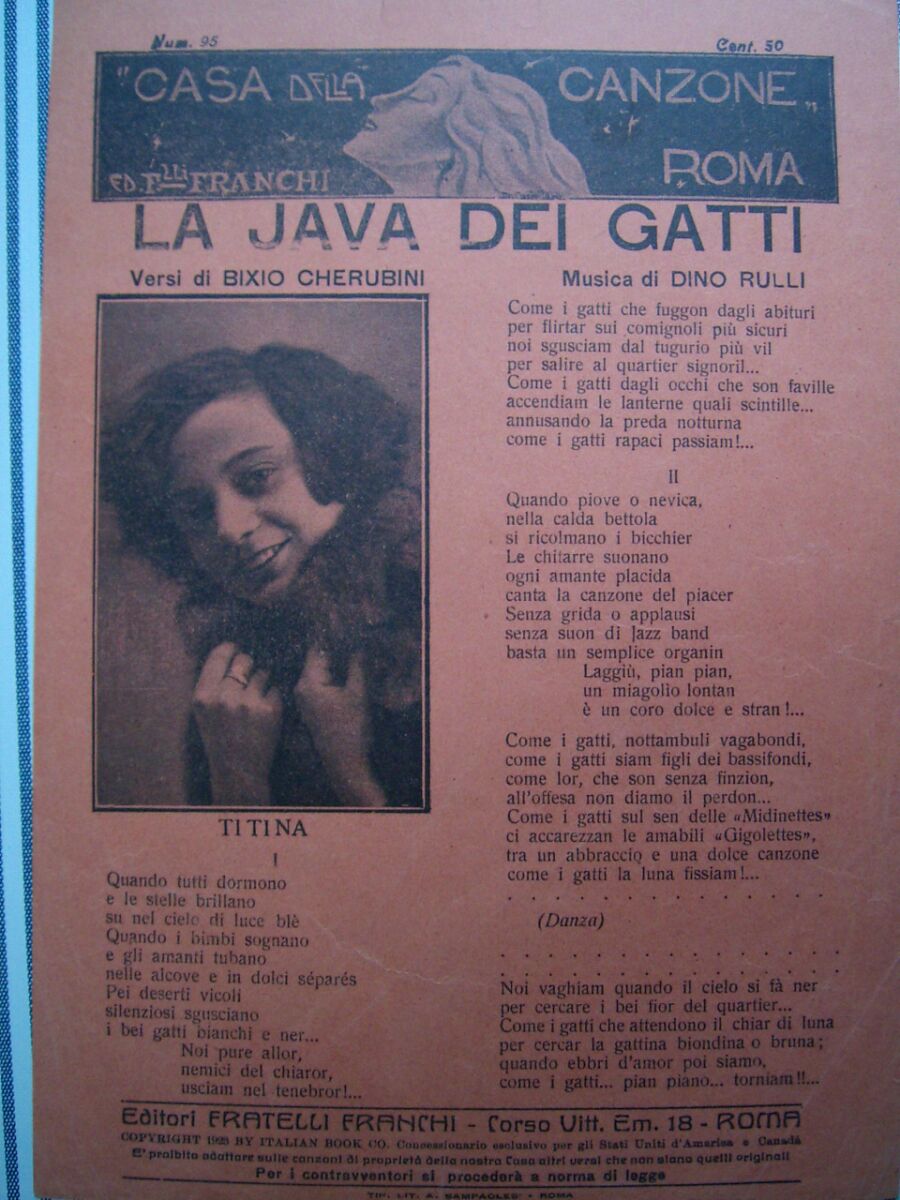 Num. 95
Cent. 50
"CASA DELLA CANZONE"
ED. F.LLI FRANCHI
ROMA
LA JAVA DEI GATTI
Versi di BIXIO CHERUBINI
Musica di DINO RULLI
TITINA
I
Quando tutti dormono
e le stelle brillano
su nel cielo di luce blè
Quando i bimbi sognano
e gli amanti tubano
nelle alcove e in dolci séparés
Pei deserti vicoli
silenziosi sgusciano
i bei gatti bianchi e ner...
Noi pure allor,
nemici del chiaror,
usciam nel tenebror!...
Come i gatti che fuggon dagli abituri
per flirtar sui comignoli più sicuri
noi sgusciam dal tugurio più vil
per salire al quartier signoril...
Come i gatti dagli occhi che son faville
accendiam le lanterne quali scintille...
annusando la preda notturna
come i gatti rapaci passiam!...
II
Quando piove o nevica,
nella calda bettola
si ricolmano i bicchier
Le chitarre suonano
ogni amante placida
canta la canzone del piacer
Senza grida o applausi
senza suon di Jazz band
basta un semplice organin
Laggiù, pian pian,
un miagolìo lontan
è un coro dolce e stran!...
Come i gatti, nottambuli vagabondi,
come i gatti siam figli dei bassifondi,
come lor, che son senza finzion,
all'offesa non diamo il perdon...
Come i gatti sul sen delle «Midinettes»
ci accarezzan le amabili «Gigolettes»,
tra un abbraccio e una dolce canzone
come i gatti la luna fissiam!...
. . . . . . . . . . . . . .
(Danza)
. . . . . . . . . . . . . .
. . . . . . . . . . . . . .
Noi vaghiam quando il cielo si fà ner
per cercare i bei fior del quartier...
Come i gatti che attendono il chiar di luna
per cercar la gattina biondina o bruna;
quando ebbri d'amor poi siamo,
come i gatti... pian piano... torniam!!...
Editori FRATELLI FRANCHI - Corso Vitt. Em. 18 - ROMA
COPYRIGHT 1923 BY ITALIAN BOOK CO. Concessionario esclusivo per gli Stati Uniti d'America e Canadà
E' proibito adattare sulle canzoni di proprietà della nostra Casa altri versi che non siano quelli originali
Per i contravventori si procederà a norma di legge
TIP. LIT. A. SAMPAOLESI - ROMA